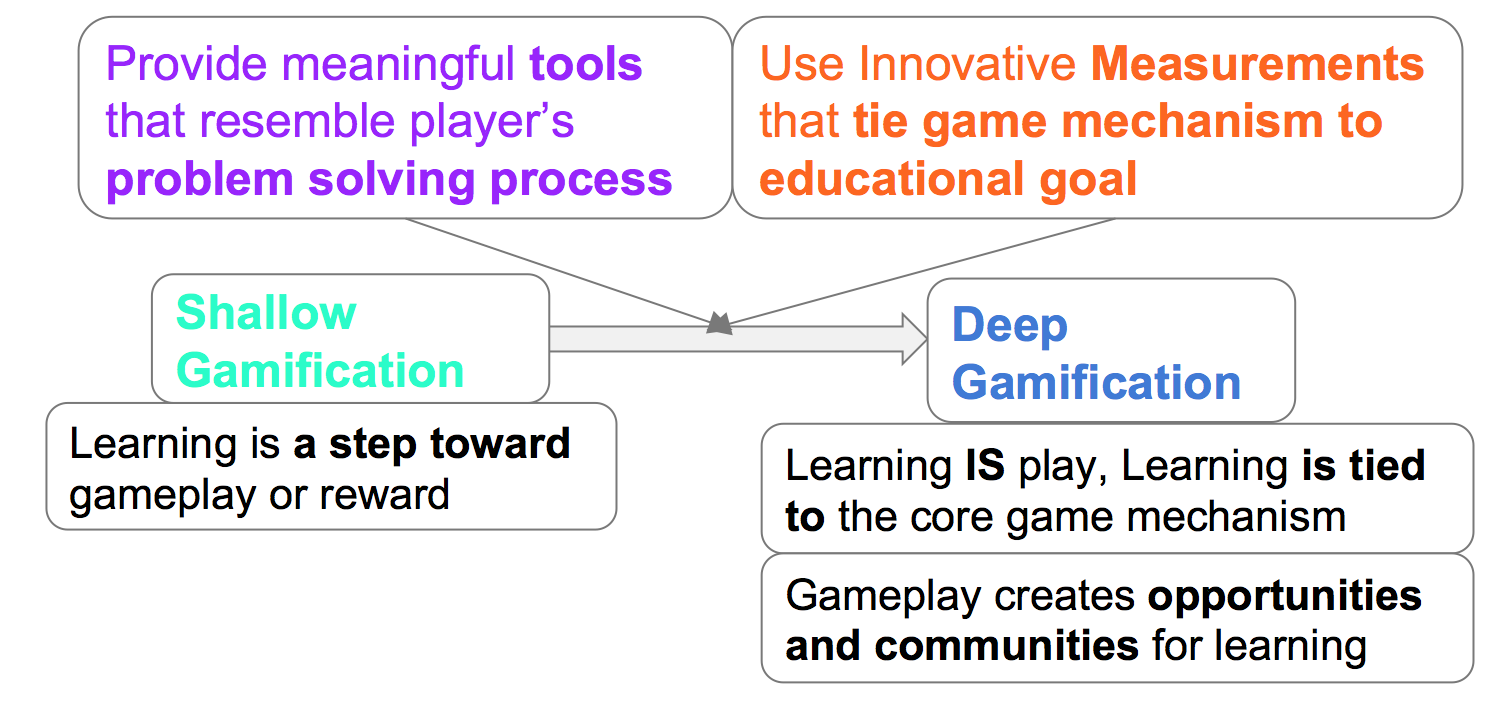 Provide meaningful tools
that resemble player’s
problem solving process
Use Innovative Measurements
that tie game mechanism to
educational goal
Shallow
Gamification
Learning is a step toward
gameplay or reward
Deep
Gamification
Learning IS play, Learning is tied
to the core game mechanism
Gameplay creates opportunities
and communities for learning